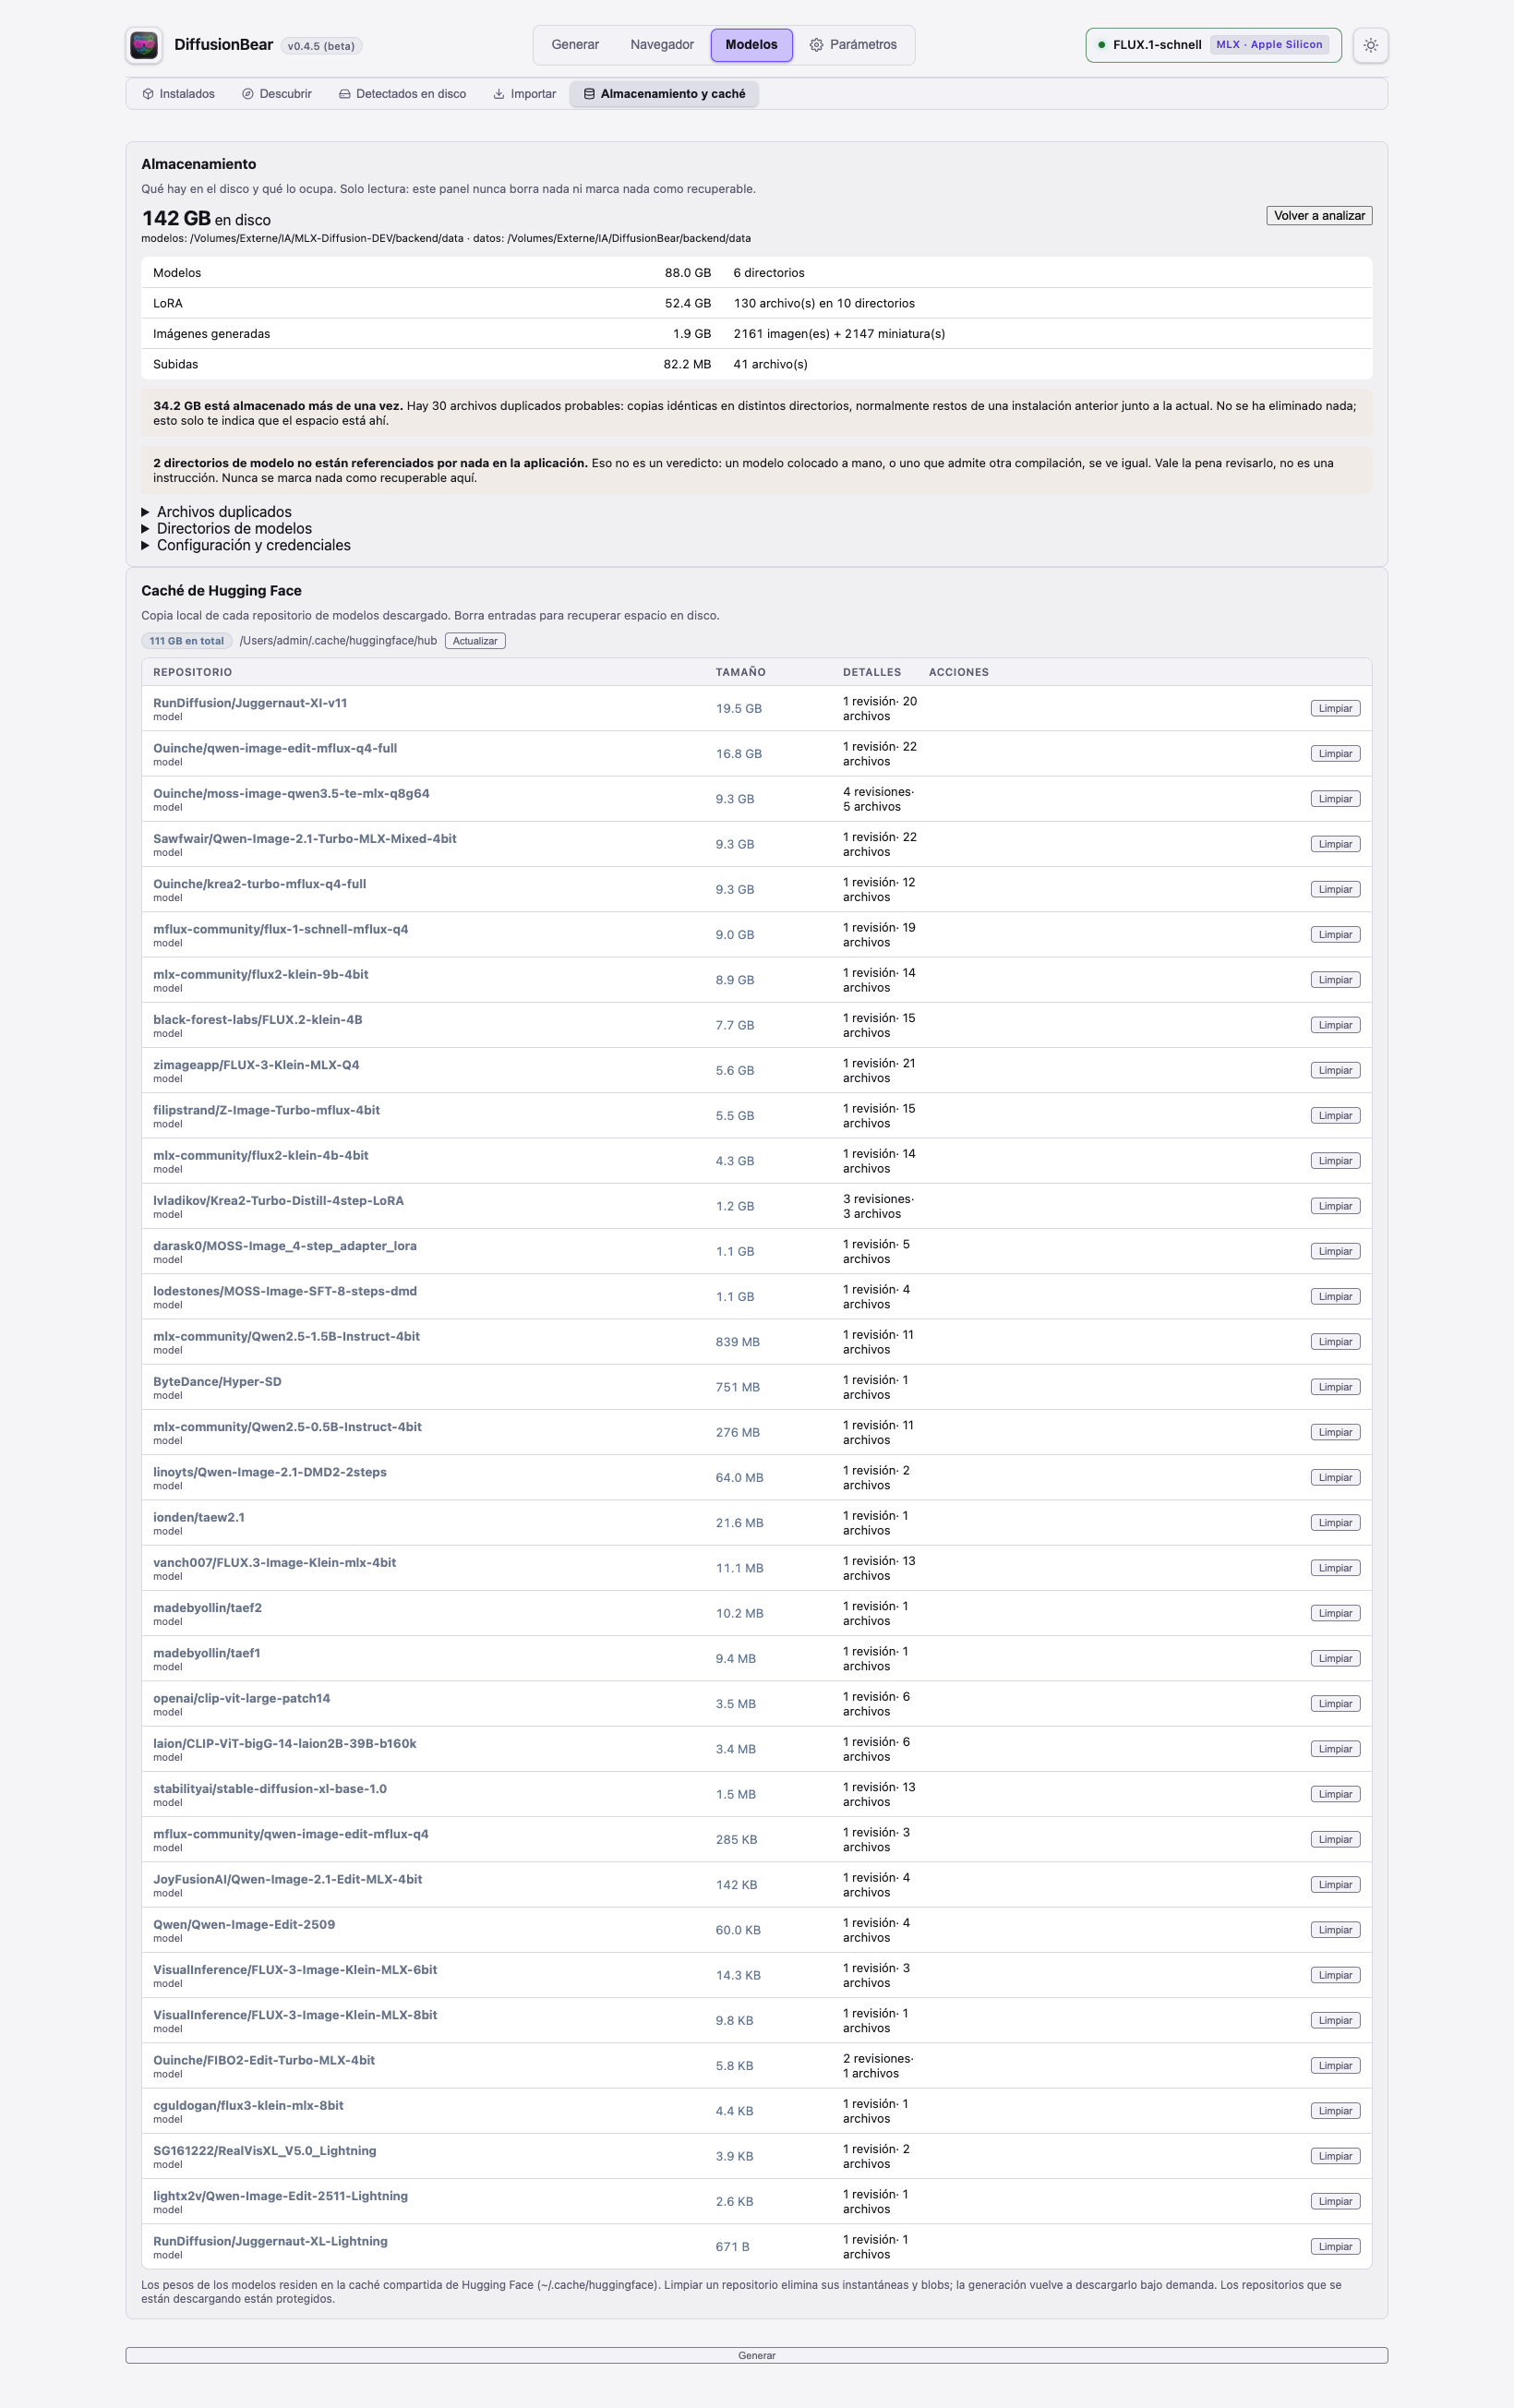 DiffusionBear v0.4.5 (beta)
Generar Navegador Modelos Parámetros
FLUX.1-schnell MLX · Apple Silicon
Instalados Descubrir Detectados en disco Importar Almacenamiento y caché
Almacenamiento
Qué hay en el disco y qué lo ocupa. Solo lectura: este panel nunca borra nada ni marca nada como recuperable.
142 GB en disco
Volver a analizar
modelos: /Volumes/Externe/IA/MLX-Diffusion-DEV/backend/data · datos: /Volumes/Externe/IA/DiffusionBear/backend/data
Modelos 88.0 GB 6 directorios
LoRA 52.4 GB 130 archivo(s) en 10 directorios
Imágenes generadas 1.9 GB 2161 imagen(es) + 2147 miniatura(s)
Subidas 82.2 MB 41 archivo(s)
34.2 GB está almacenado más de una vez. Hay 30 archivos duplicados probables: copias idénticas en distintos directorios, normalmente restos de una instalación anterior junto a la actual. No se ha eliminado nada;
esto solo te indica que el espacio está ahí.
2 directorios de modelo no están referenciados por nada en la aplicación. Eso no es un veredicto: un modelo colocado a mano, o uno que admite otra compilación, se ve igual. Vale la pena revisarlo, no es una
instrucción. Nunca se marca nada como recuperable aquí.
Archivos duplicados
Directorios de modelos
Configuración y credenciales
Caché de Hugging Face
Copia local de cada repositorio de modelos descargado. Borra entradas para recuperar espacio en disco.
111 GB en total /Users/admin/.cache/huggingface/hub Actualizar
REPOSITORIO TAMAÑO DETALLES ACCIONES
RunDiffusion/Juggernaut-XI-v11
model
19.5 GB
1 revisión· 20
archivos
Limpiar
Ouinche/qwen-image-edit-mflux-q4-full
model
16.8 GB
1 revisión· 22
archivos
Limpiar
Ouinche/moss-image-qwen3.5-te-mlx-q8g64
model
9.3 GB
4 revisiones·
5 archivos
Limpiar
Sawfwair/Qwen-Image-2.1-Turbo-MLX-Mixed-4bit
model
9.3 GB
1 revisión· 22
archivos
Limpiar
Ouinche/krea2-turbo-mflux-q4-full
model
9.3 GB
1 revisión· 12
archivos
Limpiar
mflux-community/flux-1-schnell-mflux-q4
model
9.0 GB
1 revisión· 19
archivos
Limpiar
mlx-community/flux2-klein-9b-4bit
model
8.9 GB
1 revisión· 14
archivos
Limpiar
black-forest-labs/FLUX.2-klein-4B
model
7.7 GB
1 revisión· 15
archivos
Limpiar
zimageapp/FLUX-3-Klein-MLX-Q4
model
5.6 GB
1 revisión· 21
archivos
Limpiar
filipstrand/Z-Image-Turbo-mflux-4bit
model
5.5 GB
1 revisión· 15
archivos
Limpiar
mlx-community/flux2-klein-4b-4bit
model
4.3 GB
1 revisión· 14
archivos
Limpiar
lvladikov/Krea2-Turbo-Distill-4step-LoRA
model
1.2 GB
3 revisiones·
3 archivos
Limpiar
darask0/MOSS-Image_4-step_adapter_lora
model
1.1 GB
1 revisión· 5
archivos
Limpiar
lodestones/MOSS-Image-SFT-8-steps-dmd
model
1.1 GB
1 revisión· 4
archivos
Limpiar
mlx-community/Qwen2.5-1.5B-Instruct-4bit
model
839 MB
1 revisión· 11
archivos
Limpiar
ByteDance/Hyper-SD
model
751 MB
1 revisión· 1
archivos
Limpiar
mlx-community/Qwen2.5-0.5B-Instruct-4bit
model
276 MB
1 revisión· 11
archivos
Limpiar
linoyts/Qwen-Image-2.1-DMD2-2steps
model
64.0 MB
1 revisión· 2
archivos
Limpiar
ionden/taew2.1
model
21.6 MB
1 revisión· 1
archivos
Limpiar
vanch007/FLUX.3-Image-Klein-mlx-4bit
model
11.1 MB
1 revisión· 13
archivos
Limpiar
madebyollin/taef2
model
10.2 MB
1 revisión· 1
archivos
Limpiar
madebyollin/taef1
model
9.4 MB
1 revisión· 1
archivos
Limpiar
openai/clip-vit-large-patch14
model
3.5 MB
1 revisión· 6
archivos
Limpiar
laion/CLIP-ViT-bigG-14-laion2B-39B-b160k
model
3.4 MB
1 revisión· 6
archivos
Limpiar
stabilityai/stable-diffusion-xl-base-1.0
model
1.5 MB
1 revisión· 13
archivos
Limpiar
mflux-community/qwen-image-edit-mflux-q4
model
285 KB
1 revisión· 3
archivos
Limpiar
JoyFusionAI/Qwen-Image-2.1-Edit-MLX-4bit
model
142 KB
1 revisión· 4
archivos
Limpiar
Qwen/Qwen-Image-Edit-2509
model
60.0 KB
1 revisión· 4
archivos
Limpiar
VisualInference/FLUX-3-Image-Klein-MLX-6bit
model
14.3 KB
1 revisión· 3
archivos
Limpiar
VisualInference/FLUX-3-Image-Klein-MLX-8bit
model
9.8 KB
1 revisión· 1
archivos
Limpiar
Ouinche/FIBO2-Edit-Turbo-MLX-4bit
model
5.8 KB
2 revisiones·
1 archivos
Limpiar
cguldogan/flux3-klein-mlx-8bit
model
4.4 KB
1 revisión· 1
archivos
Limpiar
SG161222/RealVisXL_V5.0_Lightning
model
3.9 KB
1 revisión· 2
archivos
Limpiar
lightx2v/Qwen-Image-Edit-2511-Lightning
model
2.6 KB
1 revisión· 1
archivos
Limpiar
RunDiffusion/Juggernaut-XL-Lightning
model
671 B
1 revisión· 1
archivos
Limpiar
Los pesos de los modelos residen en la caché compartida de Hugging Face (~/.cache/huggingface). Limpiar un repositorio elimina sus instantáneas y blobs; la generación vuelve a descargarlo bajo demanda. Los repositorios que se
están descargando están protegidos.
Generar